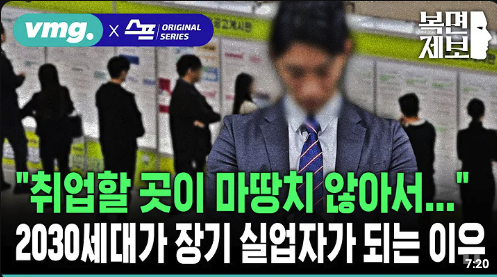 vmg. X 스프 ORIGINAL SERIES
복면
제보
"취업할 곳이 마땅치 않아서..."
2030세대가 장기 실업자가 되는 이유
7:20